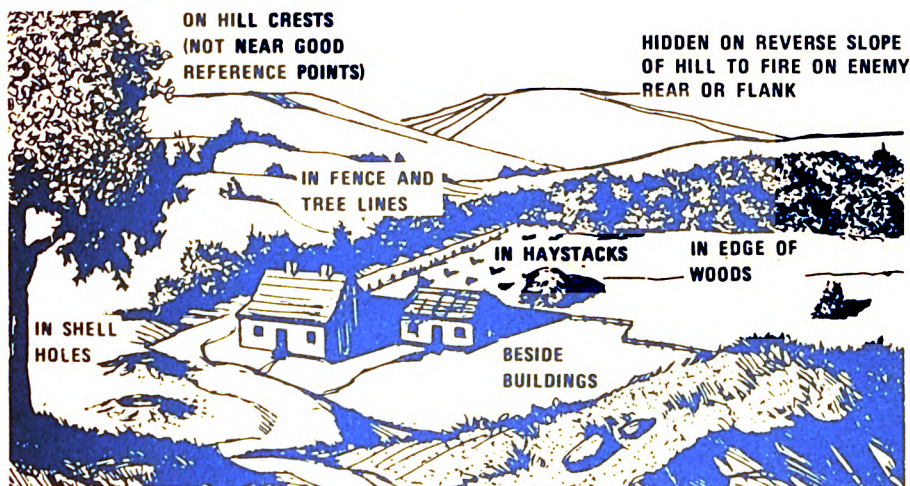 ON HILL CRESTS
(NOT NEAR GOOD
REFERENCE POINTS)
HIDDEN ON REVERSE SLOPE
OF HILL TO FIRE ON ENEMY
REAR OR FLANK
IN FENCE AND
TREE LINES
IN HAYSTACKS
IN EDGE OF
WOODS
IN SHELL
HOLES
BESIDE
BUILDINGS